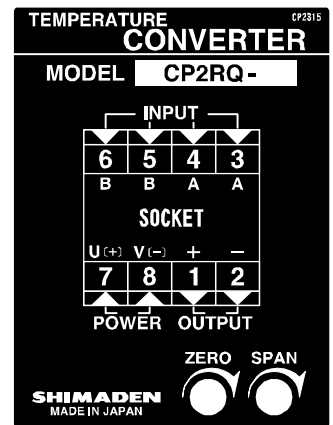 TEMPERATURE CP2815
CONVERTER
MODEL CP2RQ-
INPUT
6 5 4 3
B B A A
SOCKET
U(+) V(-) + -
7 8 1 2
POWER OUTPUT
ZERO SPAN
SHIMADEN
MADE IN JAPAN